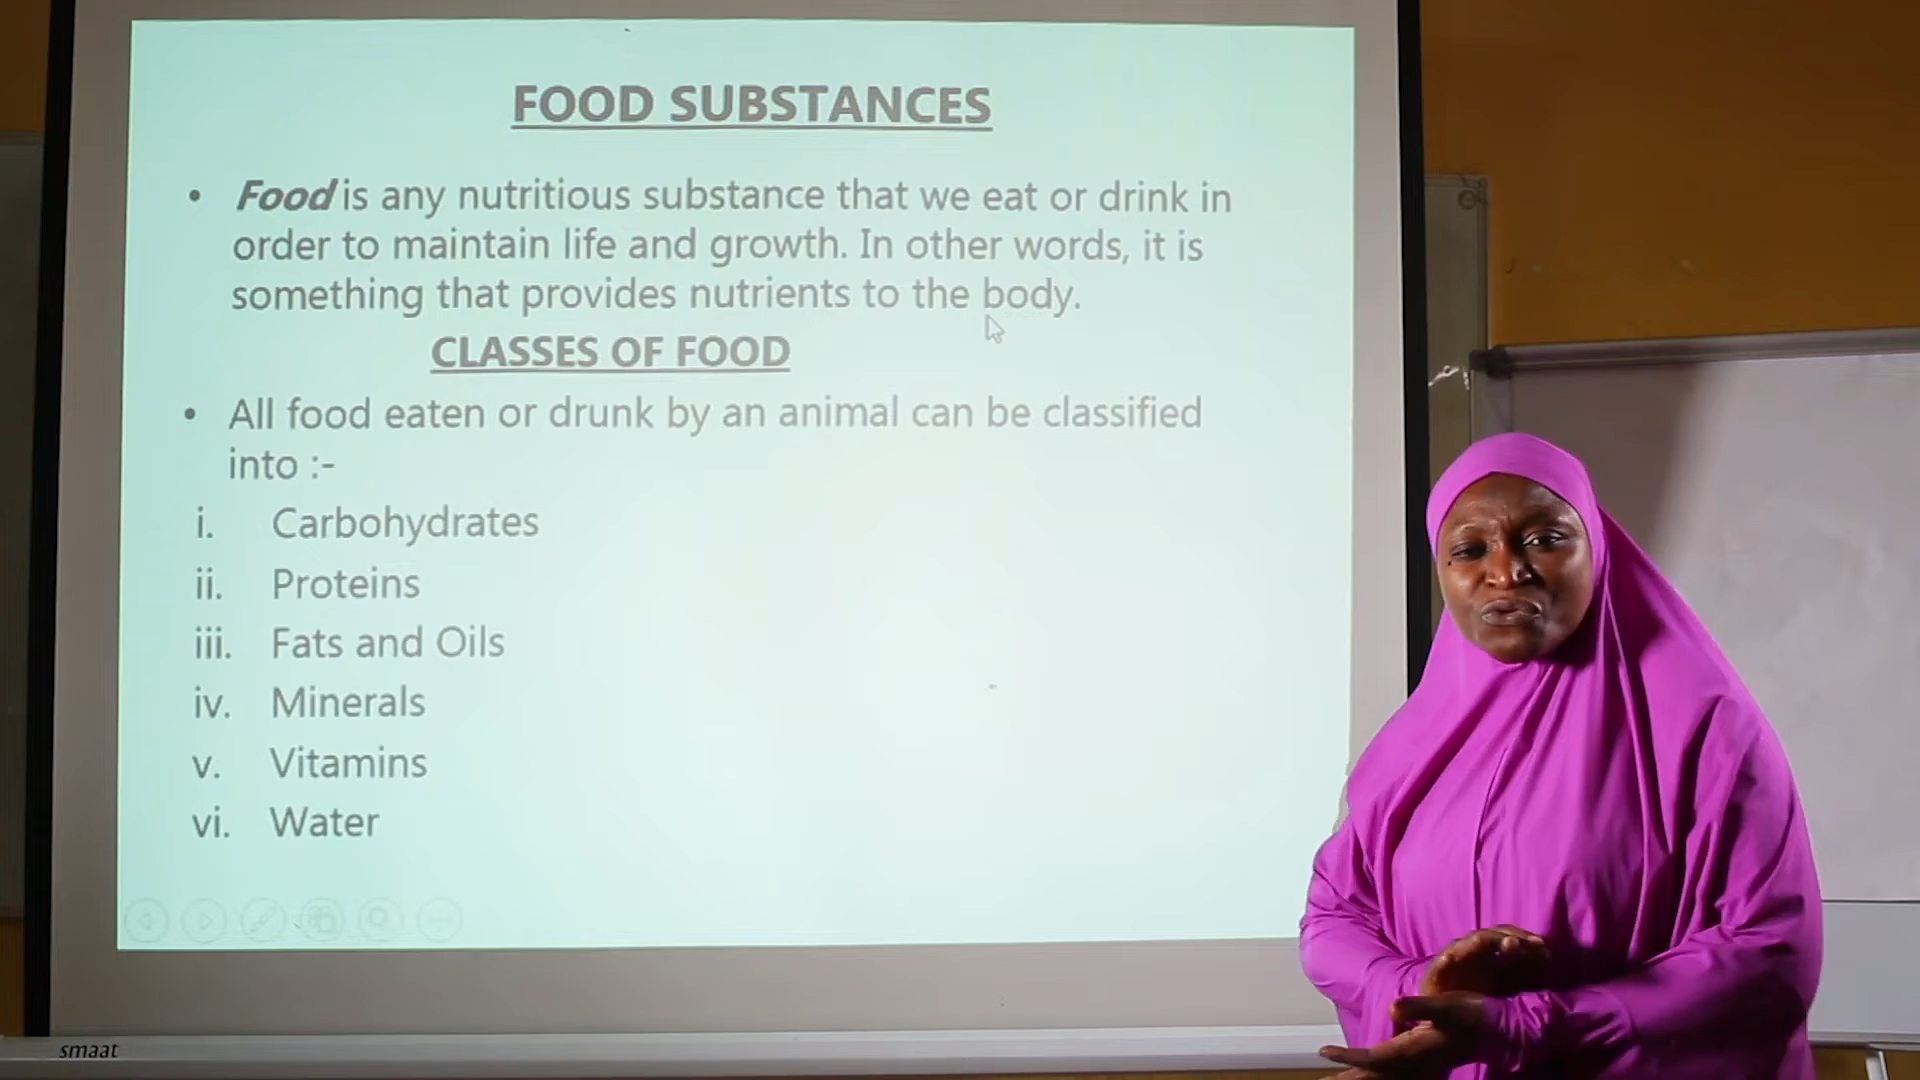 FOOD SUBSTANCES
• Food is any nutritious substance that we eat or drink in
order to maintain life and growth. In other words, it is
something that provides nutrients to the body.
CLASSES OF FOOD
• All food eaten or drunk by an animal can be classified
into :-
i. Carbohydrates
ii. Proteins
iii. Fats and Oils
iv. Minerals
v. Vitamins
vi. Water
smaat